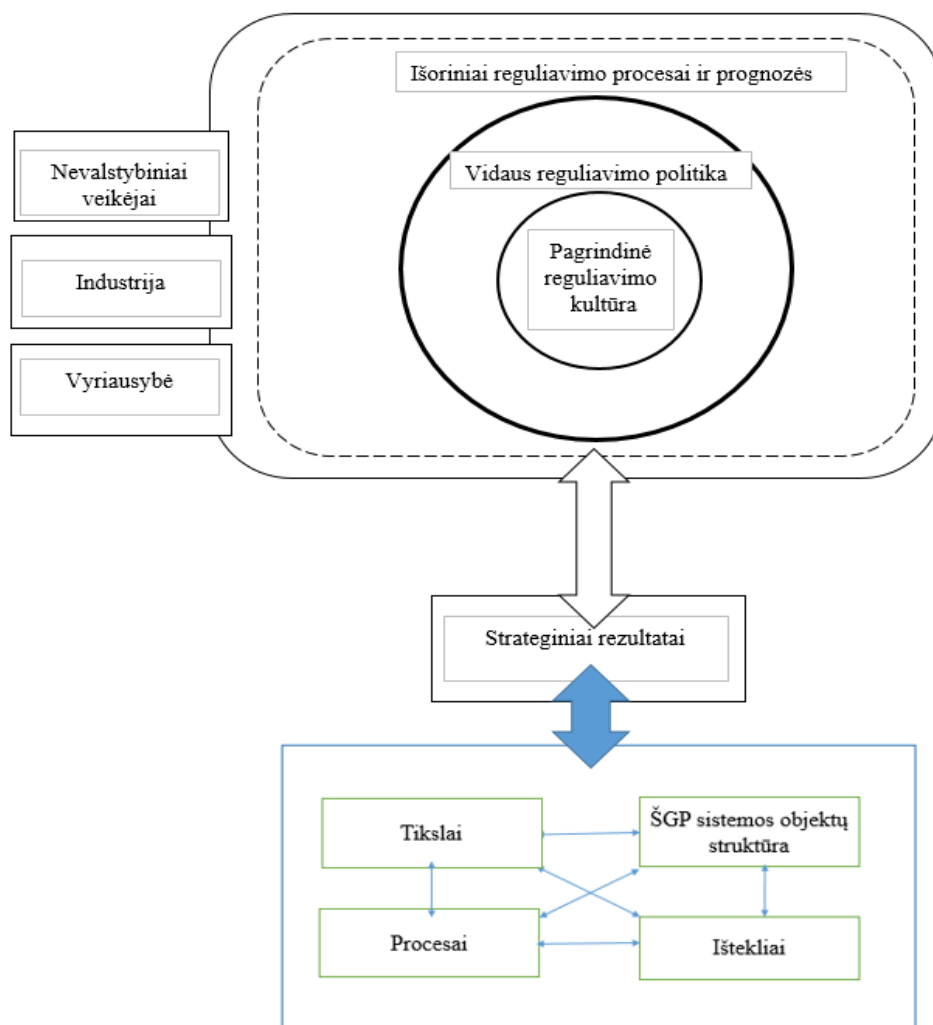 Išoriniai reguliavimo procesai ir prognozės
Nevalstybiniai
veikėjai
Vidaus reguliavimo politika
Pagrindinė
reguliavimo
kultūra
Industrija
Vyriausybė
Strateginiai rezultatai
Tikslai
ŠGP sistemos objektų
struktūra
Procesai
Ištekliai